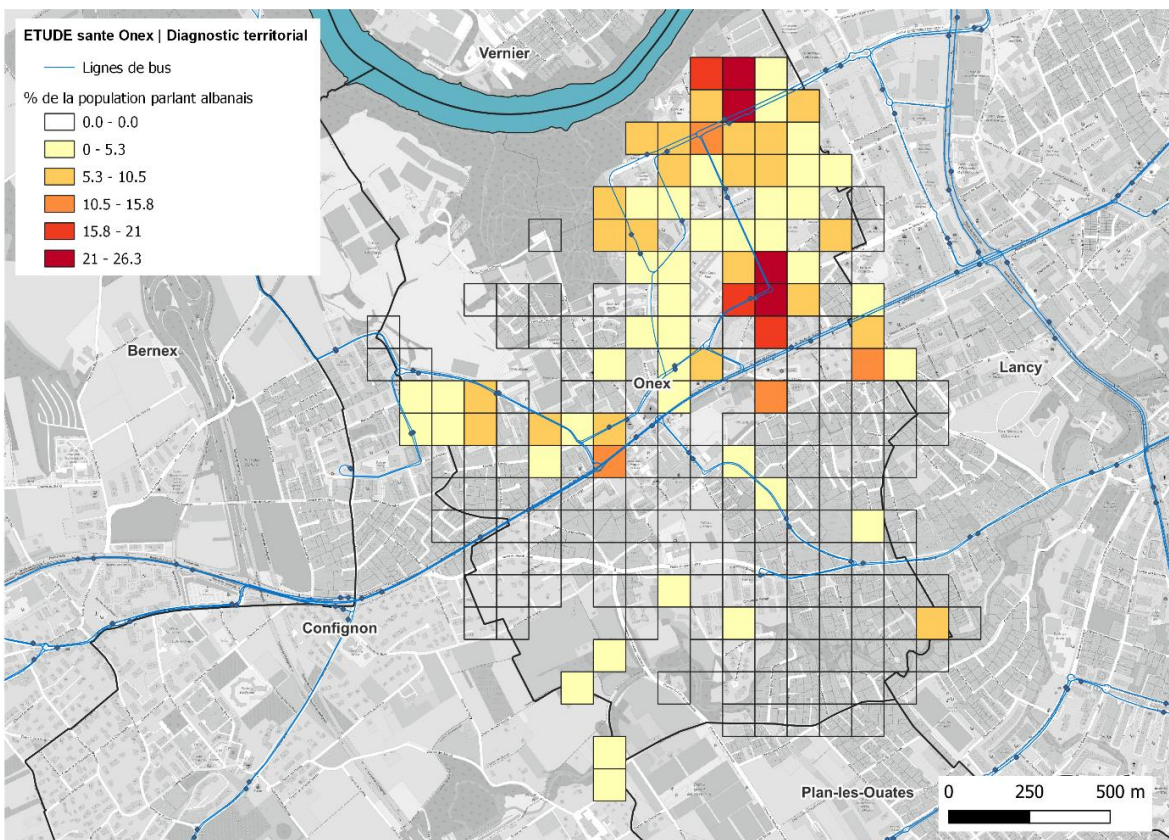 ETUDE sante Onex | Diagnostic territorial
Lignes de bus
% de la population parlant albanais
0.0 - 0.0
0 - 5.3
5.3 - 10.5
10.5 - 15.8
15.8 - 21
21 - 26.3
Vernier
Bernex
Onex
Lancy
Confignon
Plan-les-Ouates
0 250 500 m